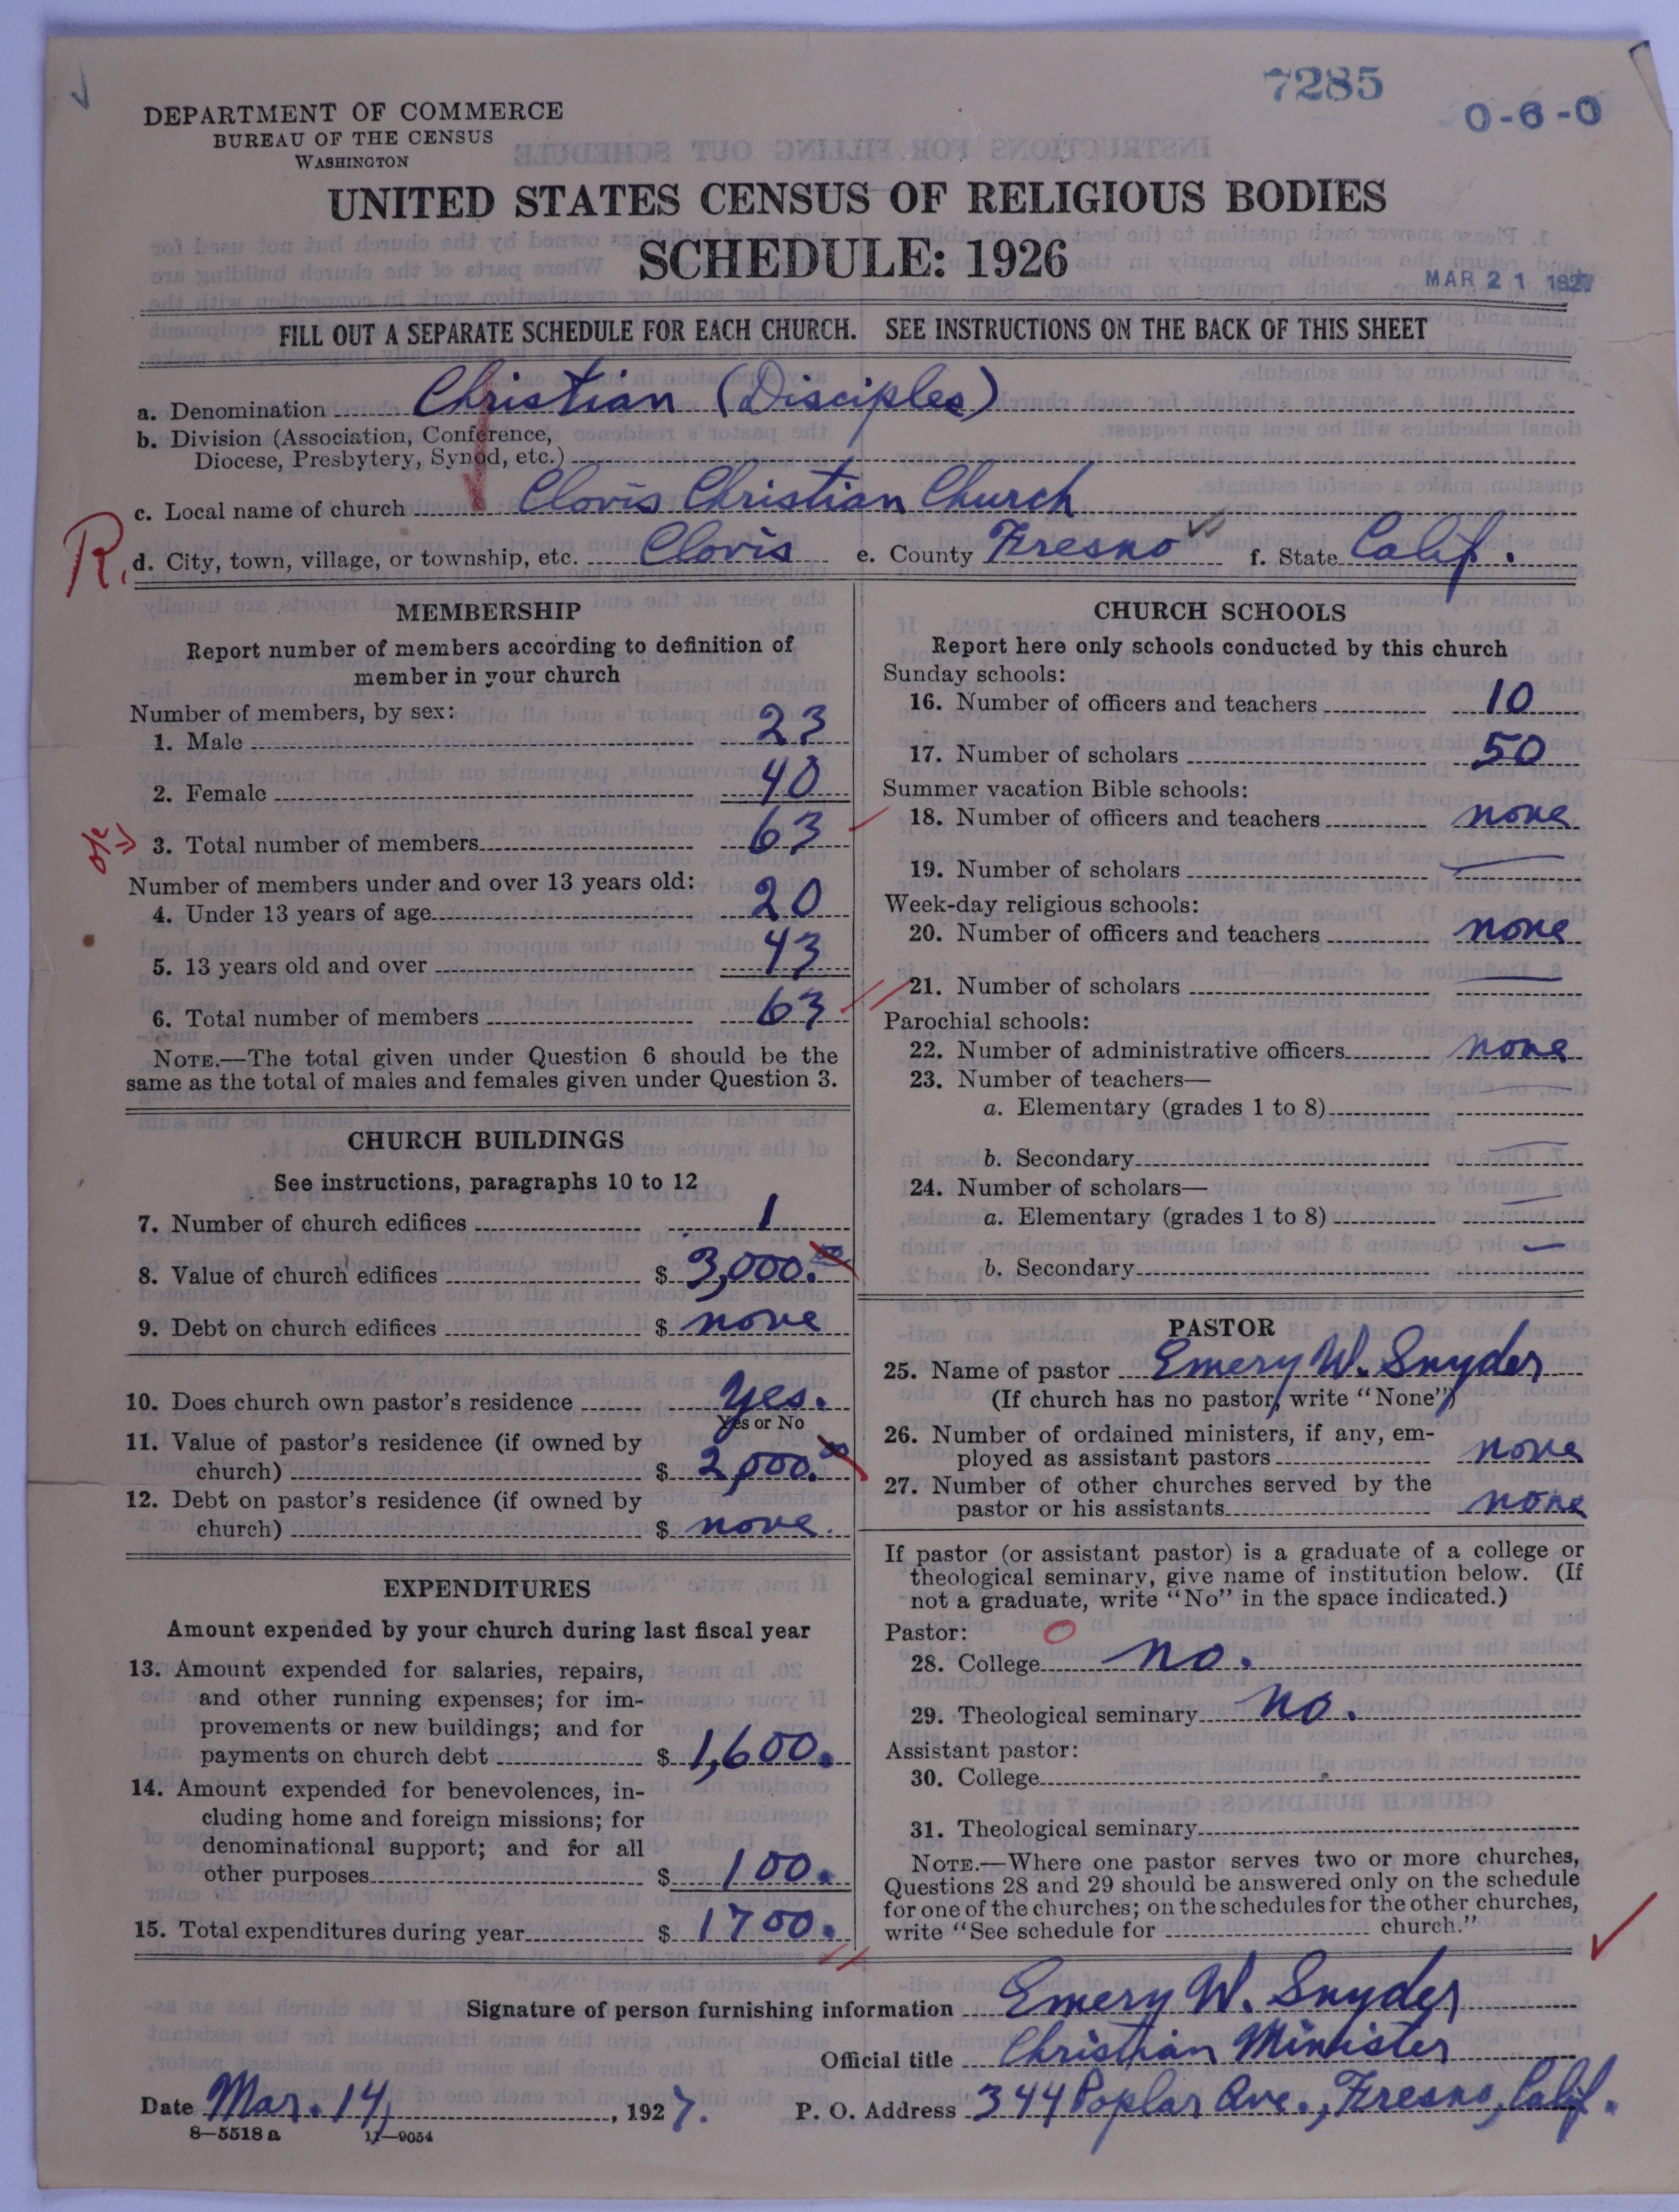 7285
0-6-0
DEPARTMENT OF COMMERCE
BUREAU OF THE CENSUS
WASHINGTON
UNITED STATES CENSUS OF RELIGIOUS BODIES
SCHEDULE: 1926
MAR 21 1927
FILL OUT A SEPARATE SCHEDULE FOR EACH CHURCH. SEE INSTRUCTIONS ON THE BACK OF THIS SHEET
a. Denomination Christian (Disciples)
b. Division (Association, Conference,
Diocese, Presbytery, Synod, etc.)
c. Local name of church Clovis Christian Church
R. d. City, town, village, or township, etc. Clovis e. County Fresno f. State Calif.
MEMBERSHIP
Report number of members according to definition of
member in your church
Number of members, by sex:
1. Male 23
2. Female 40
3. Total number of members 63
Number of members under and over 13 years old:
4. Under 13 years of age 20
5. 13 years old and over 43
6. Total number of members 63
NOTE.—The total given under Question 6 should be the
same as the total of males and females given under Question 3.
CHURCH BUILDINGS
See instructions, paragraphs 10 to 12
7. Number of church edifices 1
8. Value of church edifices $ 3,000.00
9. Debt on church edifices $ none
10. Does church own pastor's residence Yes.
Yes or No
11. Value of pastor's residence (if owned by
church) $ 2,000.00
12. Debt on pastor's residence (if owned by
church) $ none.
EXPENDITURES
Amount expended by your church during last fiscal year
13. Amount expended for salaries, repairs,
and other running expenses; for im-
provements or new buildings; and for
payments on church debt $ 1,600.
14. Amount expended for benevolences, in-
cluding home and foreign missions; for
denominational support; and for all
other purposes $ 100.
15. Total expenditures during year $ 1700.
CHURCH SCHOOLS
Report here only schools conducted by this church
Sunday schools:
16. Number of officers and teachers 10
17. Number of scholars 50
Summer vacation Bible schools:
18. Number of officers and teachers none
19. Number of scholars —
Week-day religious schools:
20. Number of officers and teachers none
21. Number of scholars —
Parochial schools:
22. Number of administrative officers none
23. Number of teachers—
a. Elementary (grades 1 to 8) —
b. Secondary —
24. Number of scholars—
a. Elementary (grades 1 to 8) —
b. Secondary —
PASTOR
25. Name of pastor Emery W. Snyder
(If church has no pastor, write "None")
26. Number of ordained ministers, if any, em-
ployed as assistant pastors none
27. Number of other churches served by the
pastor or his assistants none
If pastor (or assistant pastor) is a graduate of a college or
theological seminary, give name of institution below. (If
not a graduate, write "No" in the space indicated.)
Pastor: O
28. College no.
29. Theological seminary no.
Assistant pastor:
30. College
31. Theological seminary
NOTE.—Where one pastor serves two or more churches,
Questions 28 and 29 should be answered only on the schedule
for one of the churches; on the schedules for the other churches,
write "See schedule for church."
Signature of person furnishing information Emery W. Snyder
Official title Christian Minister
Date Mar. 14, 1927. P. O. Address 344 Poplar Ave., Fresno, Calif.
8—5518 a 11—9054